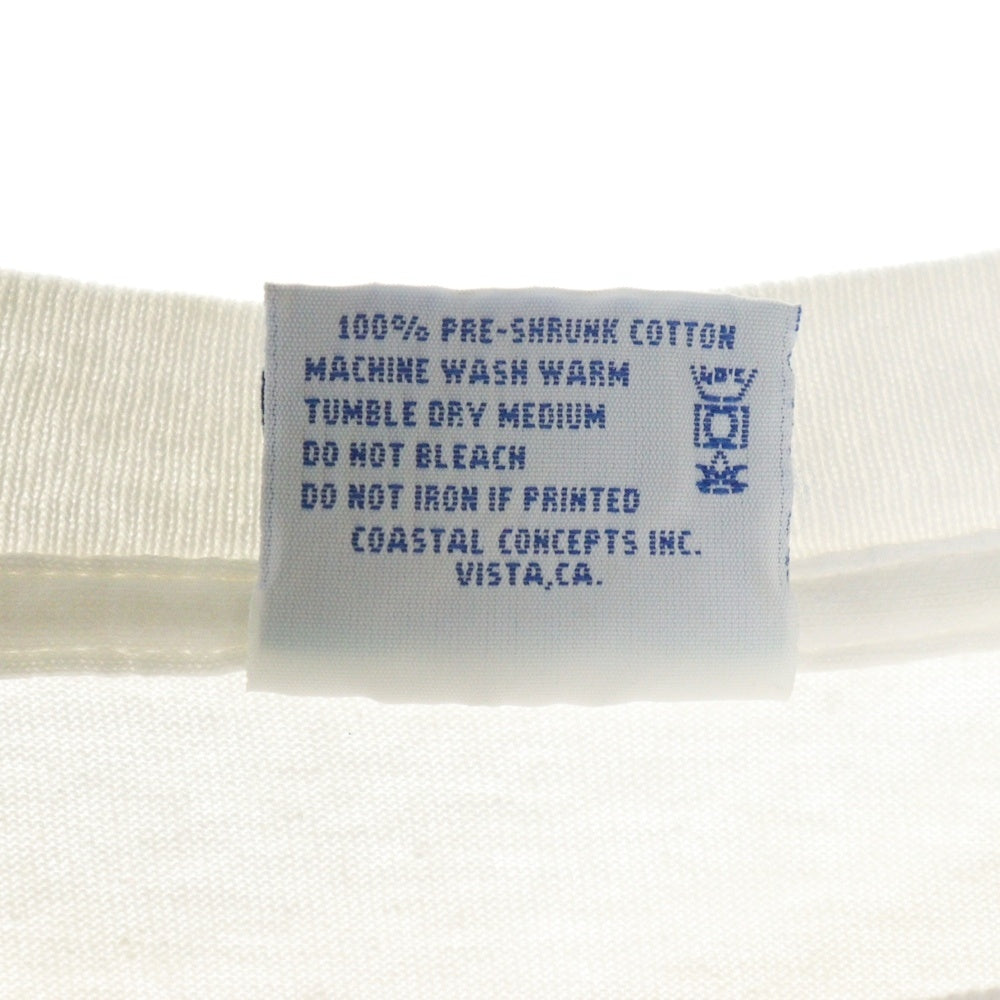 100% PRE-SHRUNK COTTON
MACHINE WASH WARM
TUMBLE DRY MEDIUM
DO NOT BLEACH
DO NOT IRON IF PRINTED
COASTAL CONCEPTS INC.
VISTA, CA.